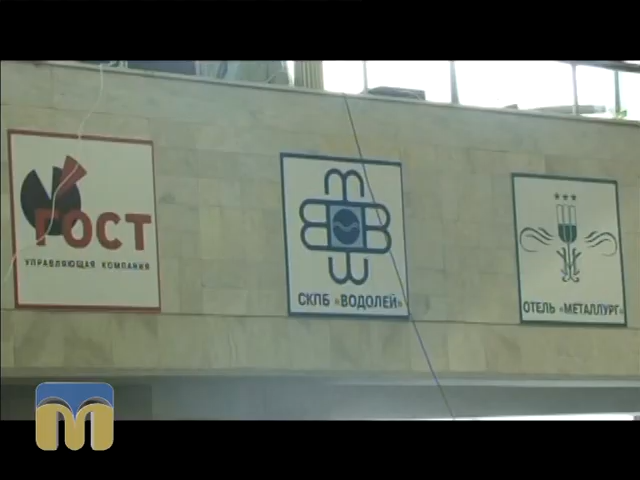 ГОСТ
УПРАВЛЯЮЩАЯ КОМПАНИЯ
СКПБ «ВОДОЛЕЙ»
ОТЕЛЬ «МЕТАЛЛУРГ»
М